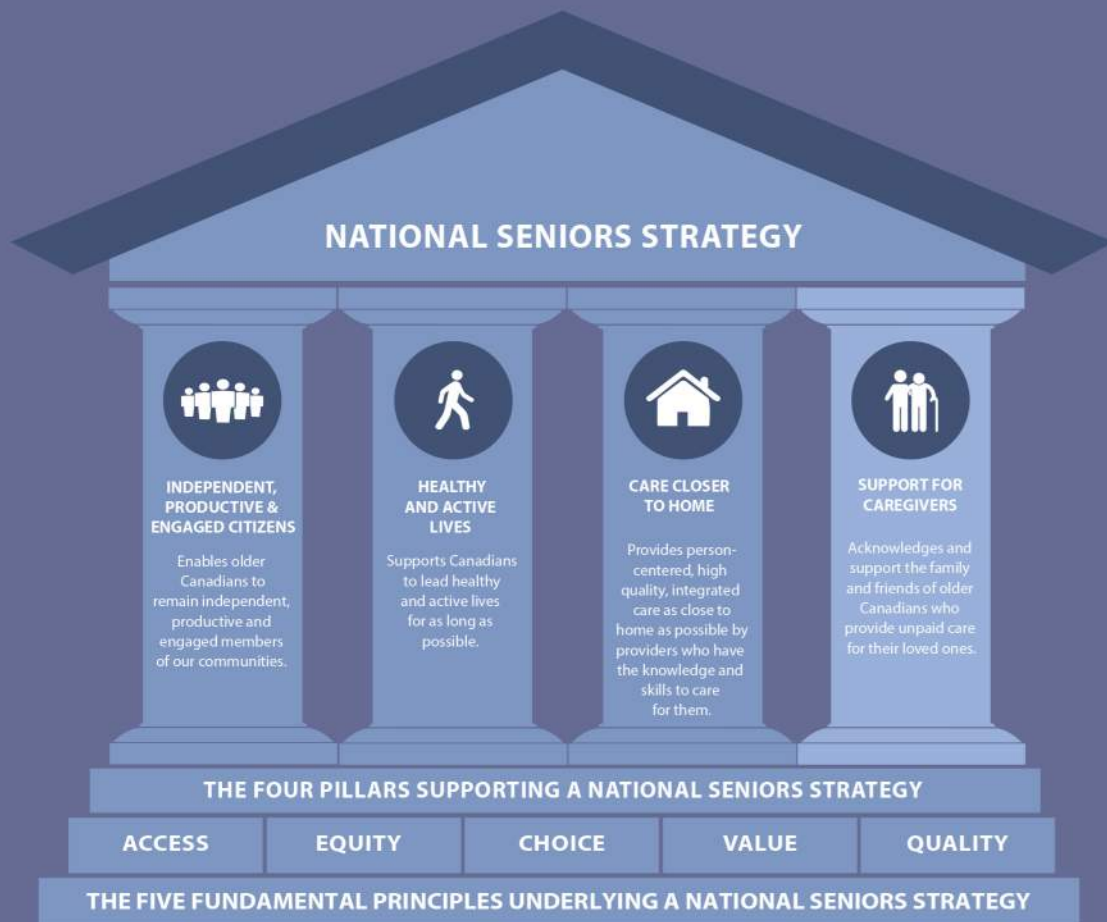 NATIONAL SENIORS STRATEGY
INDEPENDENT,
PRODUCTIVE &
ENGAGED CITIZENS
Enables older
Canadians to
remain independent,
productive and
engaged members
of our communities.
HEALTHY
AND ACTIVE
LIVES
Supports Canadians
to lead healthy
and active lives
for as long as
possible.
CARE CLOSER
TO HOME
Provides person-
centered, high
quality, integrated
care as close to
home as possible by
providers who have
the knowledge and
skills to care
for them.
SUPPORT FOR
CAREGIVERS
Acknowledges and
support the family
and friends of older
Canadians who
provide unpaid care
for their loved ones.
THE FOUR PILLARS SUPPORTING A NATIONAL SENIORS STRATEGY
ACCESS
EQUITY
CHOICE
VALUE
QUALITY
THE FIVE FUNDAMENTAL PRINCIPLES UNDERLYING A NATIONAL SENIORS STRATEGY